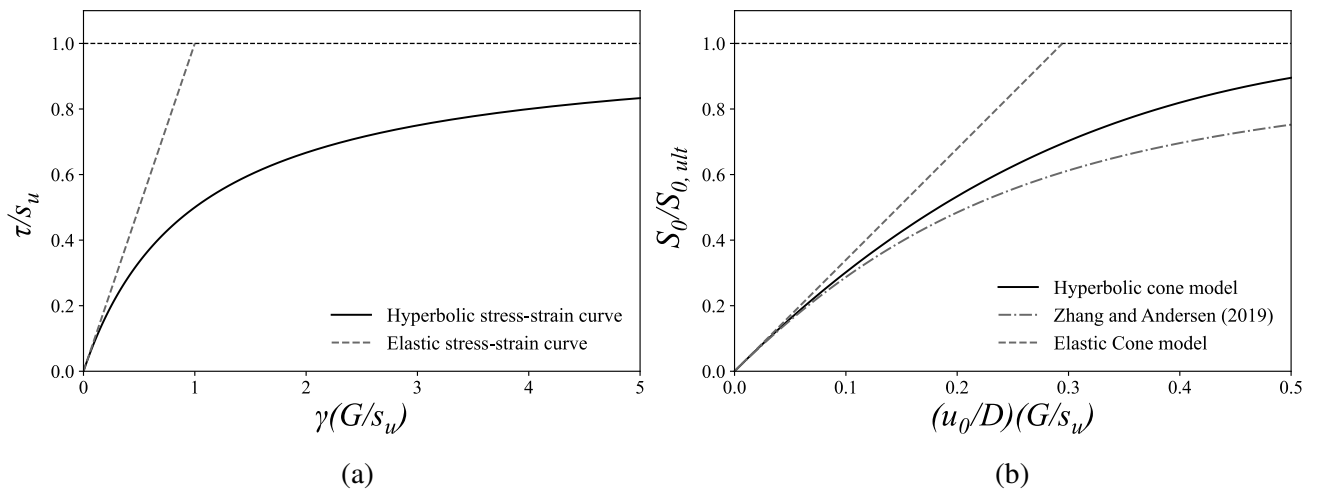 1.0
0.8
0.6
0.4
0.2
0.0
τ/s_u
Hyperbolic stress-strain curve
Elastic stress-strain curve
0 1 2 3 4 5
γ(G/s_u)
(a)
1.0
0.8
0.6
0.4
0.2
0.0
S_0/S_{0, ult}
Hyperbolic cone model
Zhang and Andersen (2019)
Elastic Cone model
0.0 0.1 0.2 0.3 0.4 0.5
(u_0/D)(G/s_u)
(b)